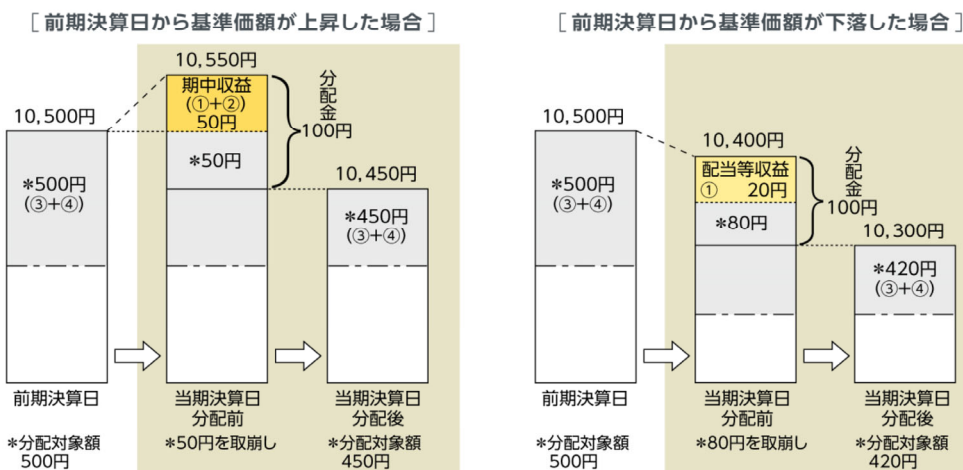 [前期決算日から基準価額が上昇した場合]
10,550円
期中収益
(①+②)
50円
分配金
100円
10,500円
*50円
*500円
(③+④)
10,450円
*450円
(③+④)
前期決算日
当期決算日
分配前
当期決算日
分配後
*分配対象額
500円
*50円を取崩し
*分配対象額
450円
[前期決算日から基準価額が下落した場合]
10,500円
*500円
(③+④)
10,400円
配当等収益
① 20円
分配金
100円
*80円
10,300円
*420円
(③+④)
前期決算日
当期決算日
分配前
当期決算日
分配後
*分配対象額
500円
*80円を取崩し
*分配対象額
420円